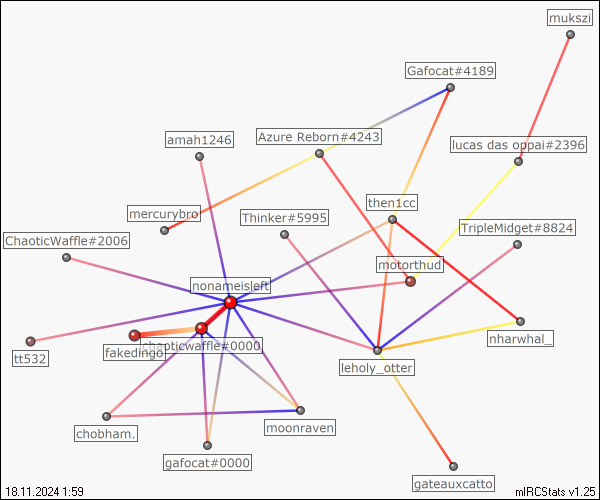 mukszi
Gafocat#4189
amah1246
Azure Reborn#4243
lucas das oppai#2396
then1cc
mercurybro
Thinker#5995
TripleMidget#8824
ChaoticWaffle#2006
motorthud
nonameisleft
nharwhal_
chaoticwaffle#0000
fakedingo
tt532
leholy_otter
moonraven
chobham.
gafocat#0000
gateauxcatto
18.11.2024 1:59
mIRCStats v1.25